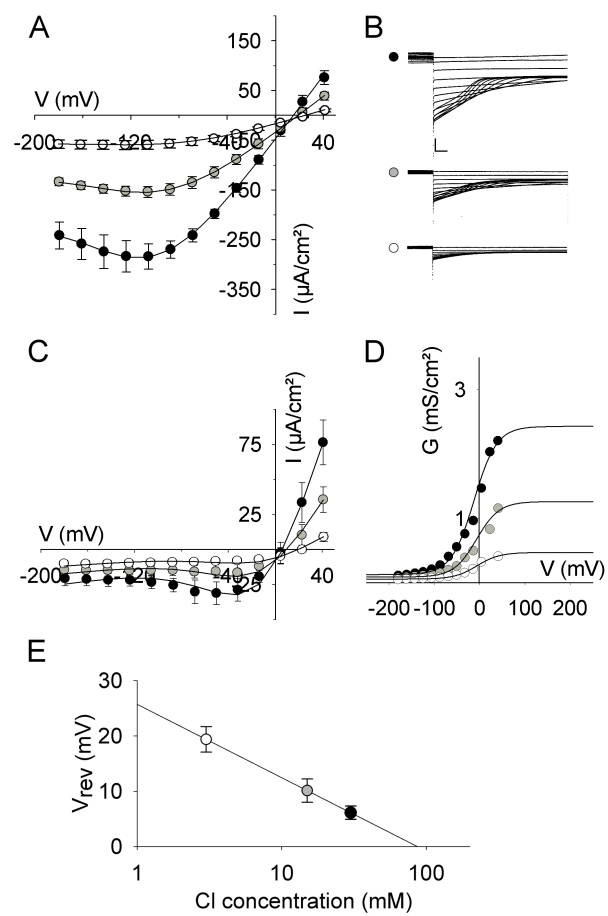 A
150
50
V (mV)
-200
-120
-40
40
-50
-150
-250
-350
I (µA/cm²)
B
C
75
I (µA/cm²)
25
V (mV)
-200
-120
-40
40
-25
D
G (mS/cm²)
3
1
V (mV)
-200 -100 0 100 200
E
30
20
10
0
Vrev (mV)
1 10 100
Cl concentration (mM)